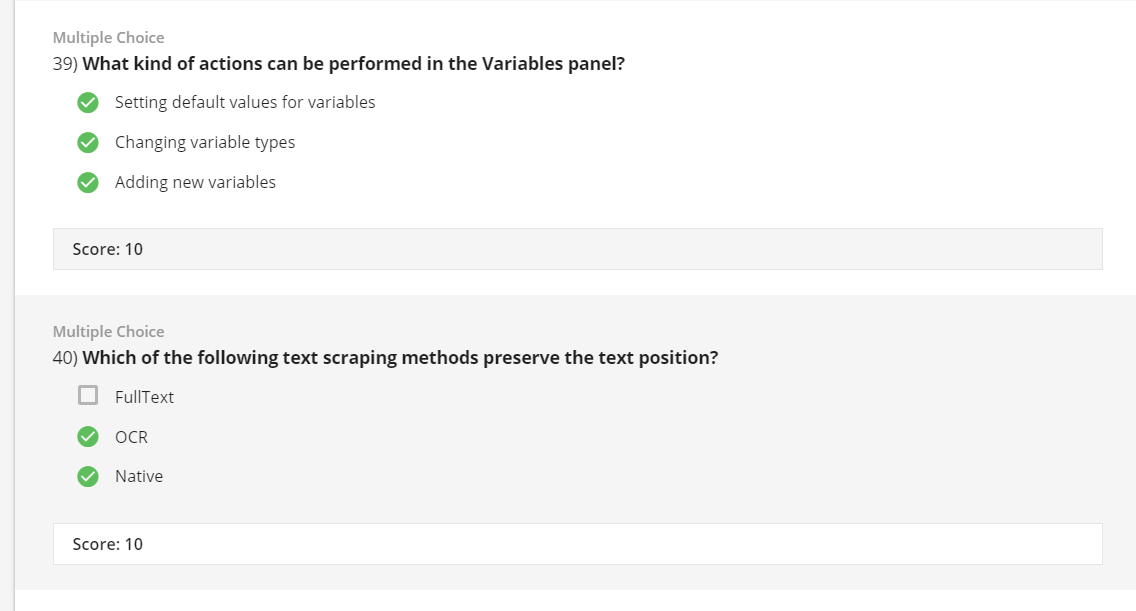 Multiple Choice
39) What kind of actions can be performed in the Variables panel?
Setting default values for variables
Changing variable types
Adding new variables
Score: 10
Multiple Choice
40) Which of the following text scraping methods preserve the text position?
FullText
OCR
Native
Score: 10